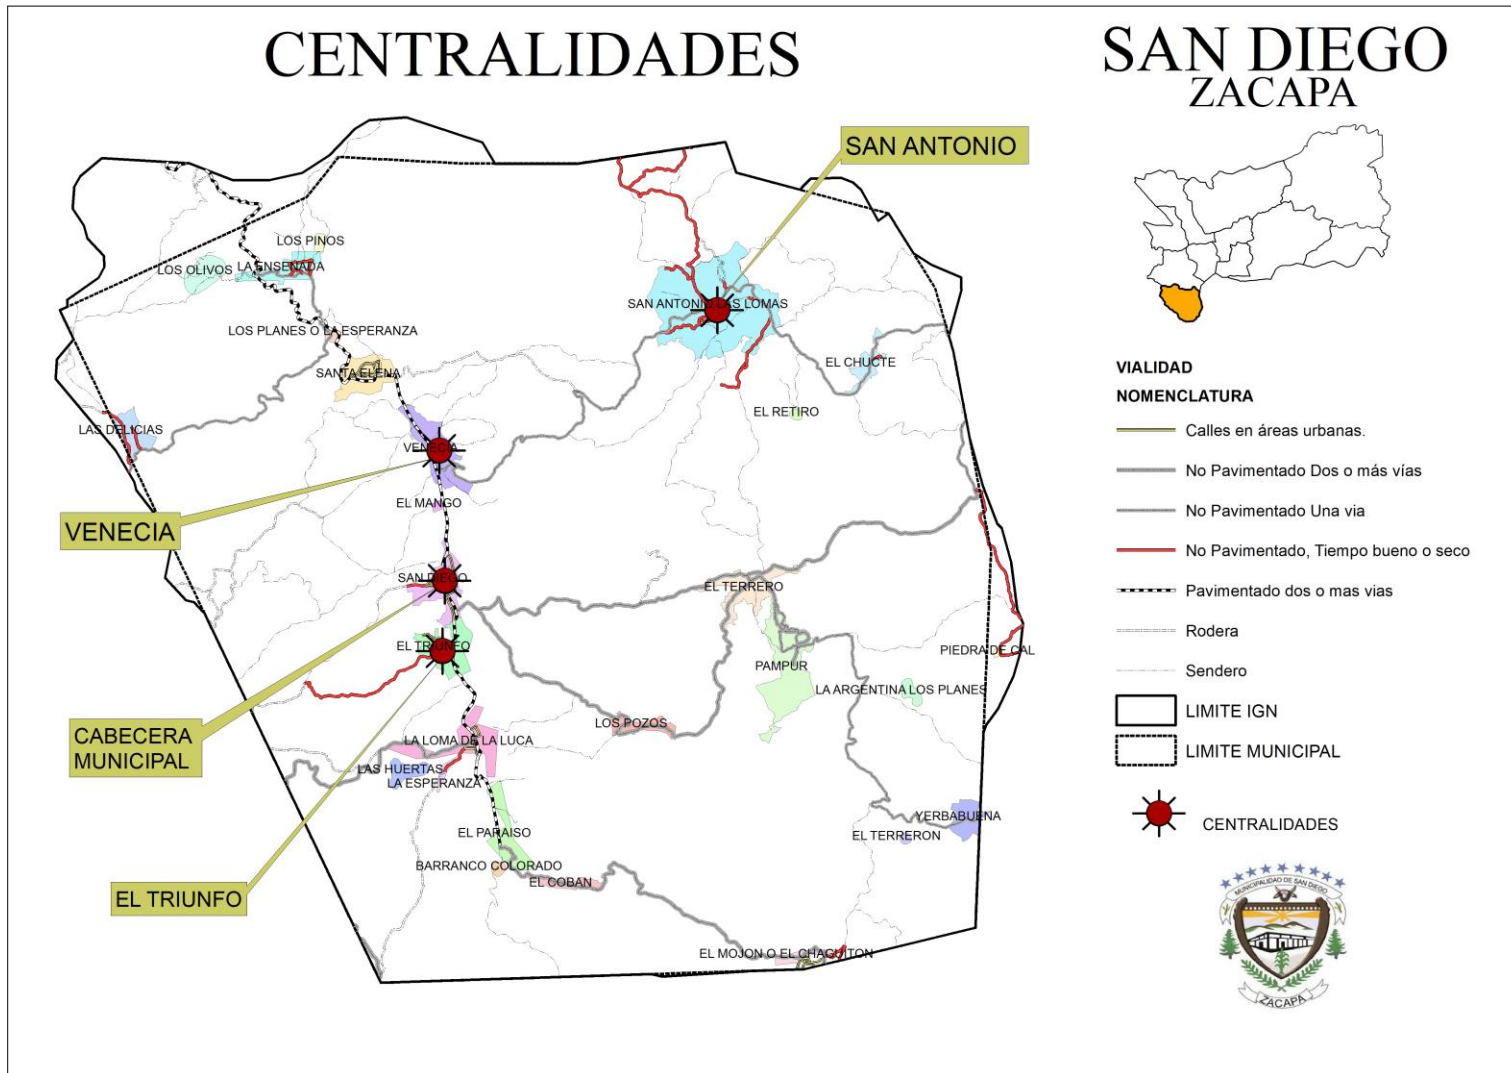 CENTRALIDADES
SAN DIEGO
ZACAPA
SAN ANTONIO
LOS PINOS
LOS OLIVOS
LA ENSENADA
SAN ANTONIO LAS LOMAS
LOS PLANES O LA ESPERANZA
EL CHUCTE
SANTA ELENA
EL RETIRO
LAS DELICIAS
VENECIA
EL MANGO
VENECIA
SAN DIEGO
EL TERRERO
EL TRIUNFO
PIEDRA DE CAL
PAMPUR
LA ARGENTINA LOS PLANES
LOS POZOS
CABECERA
MUNICIPAL
LA LOMA DE LA LUCA
LAS HUERTAS
LA ESPERANZA
YERBABUENA
EL TERRERON
EL PARAISO
BARRANCO COLORADO
EL COBAN
EL TRIUNFO
EL MOJON O EL CHAGUITON
VIALIDAD
NOMENCLATURA
Calles en áreas urbanas.
No Pavimentado Dos o más vías
No Pavimentado Una via
No Pavimentado, Tiempo bueno o seco
Pavimentado dos o mas vias
Rodera
Sendero
LIMITE IGN
LIMITE MUNICIPAL
CENTRALIDADES
MUNICIPALIDAD DE SAN DIEGO
ZACAPA